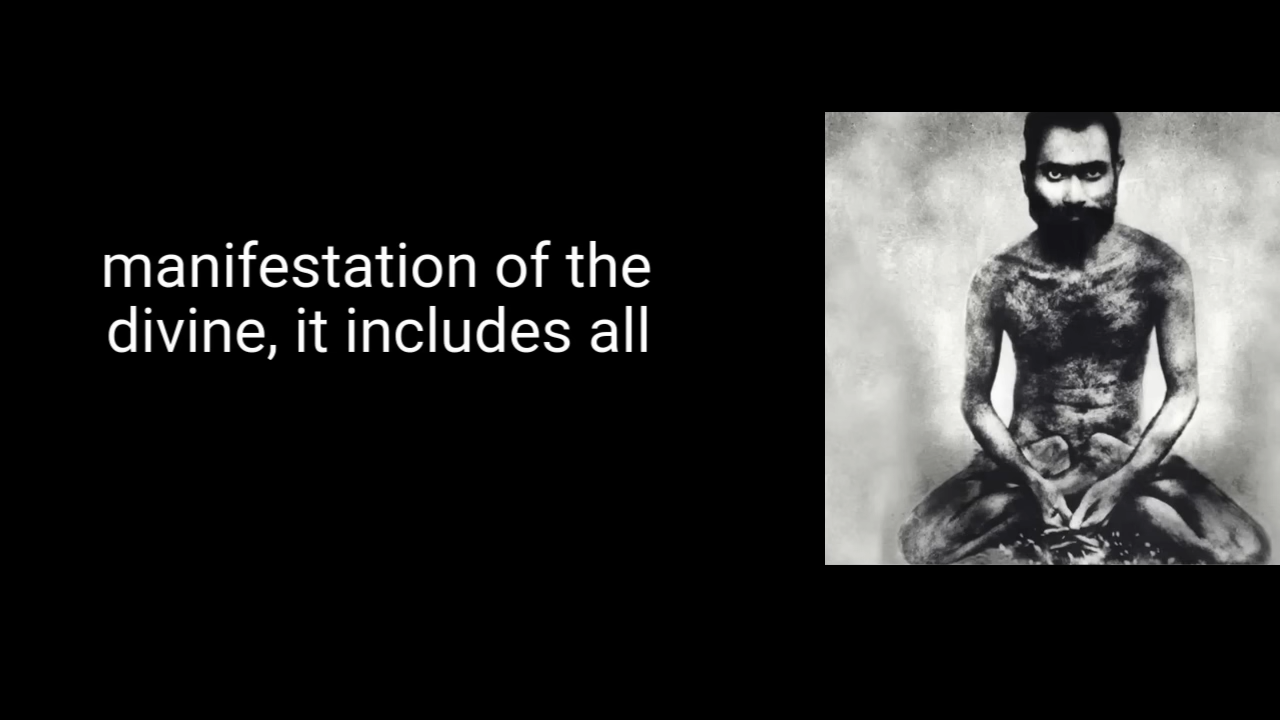 manifestation of the
divine, it includes all